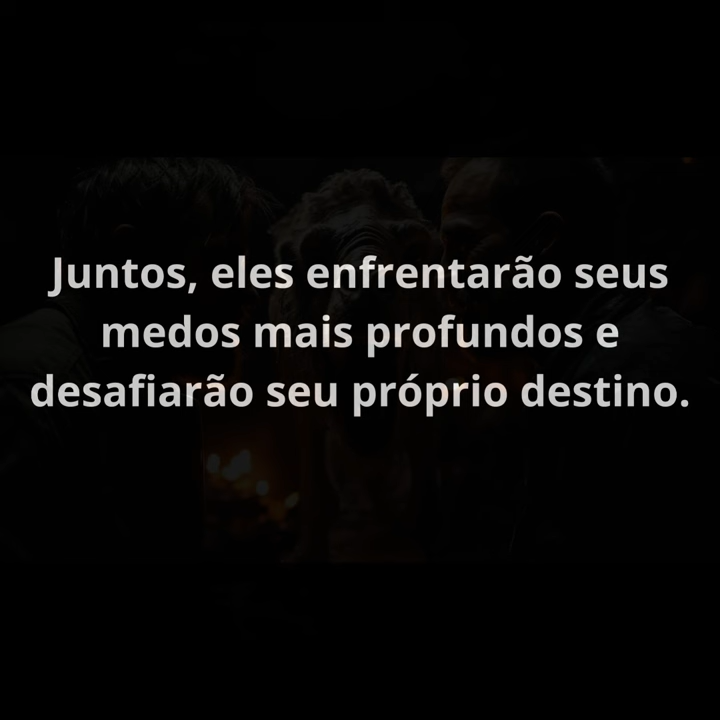 Juntos, eles enfrentarão seus
medos mais profundos e
desafiarão seu próprio destino.